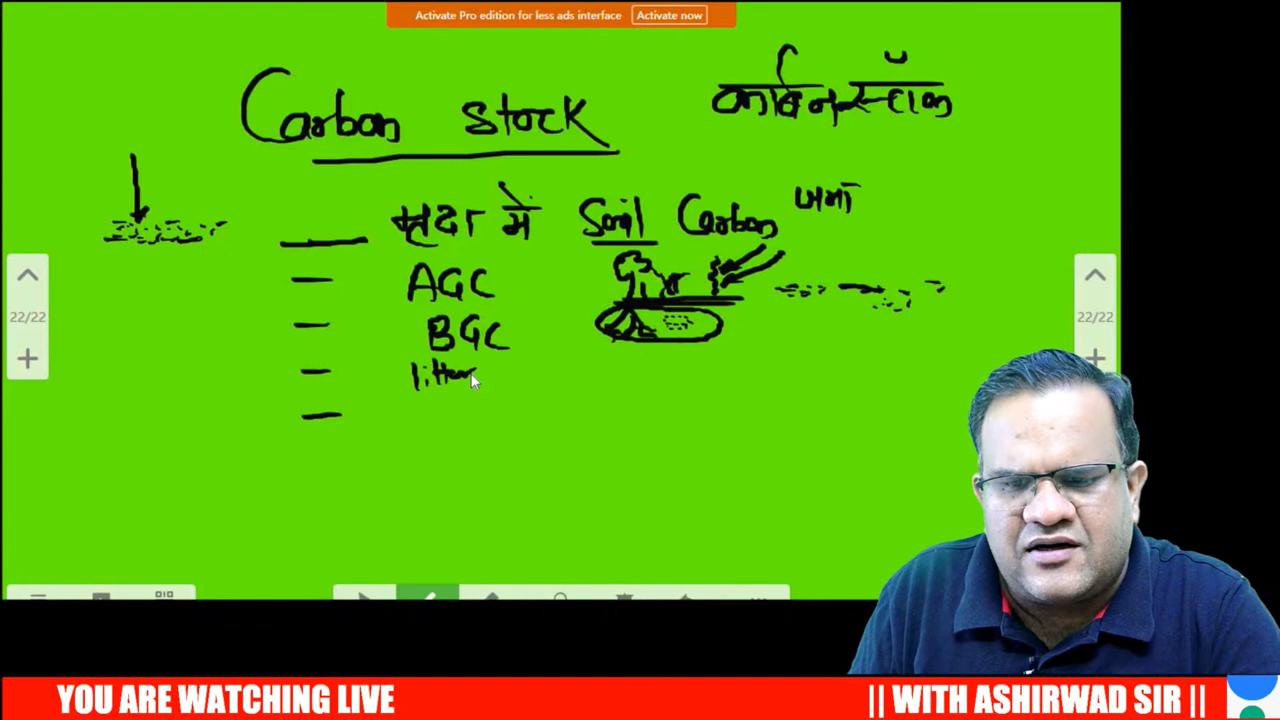 Activate Pro edition for less ads interface Activate now
Carbon stock कार्बन स्टॉक
मृदा में Soil Carbon जमा
AGC
BGC
litter
22/22
22/22
YOU ARE WATCHING LIVE || WITH ASHIRWAD SIR ||